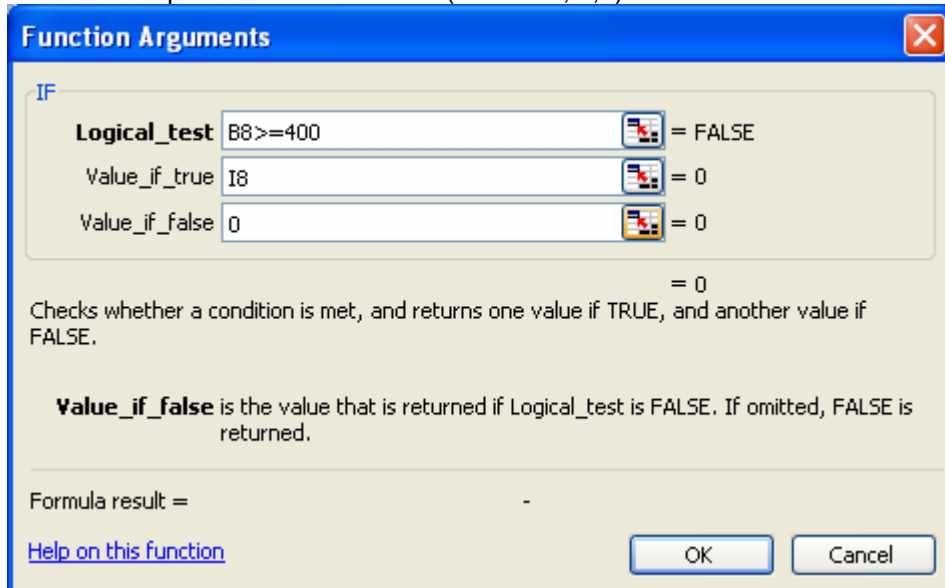 Function Arguments
IF
Logical_test B8>=400 = FALSE
Value_if_true I8 = 0
Value_if_false 0 = 0
= 0
Checks whether a condition is met, and returns one value if TRUE, and another value if
FALSE.
Value_if_false is the value that is returned if Logical_test is FALSE. If omitted, FALSE is
returned.
Formula result = -
Help on this function
OK Cancel